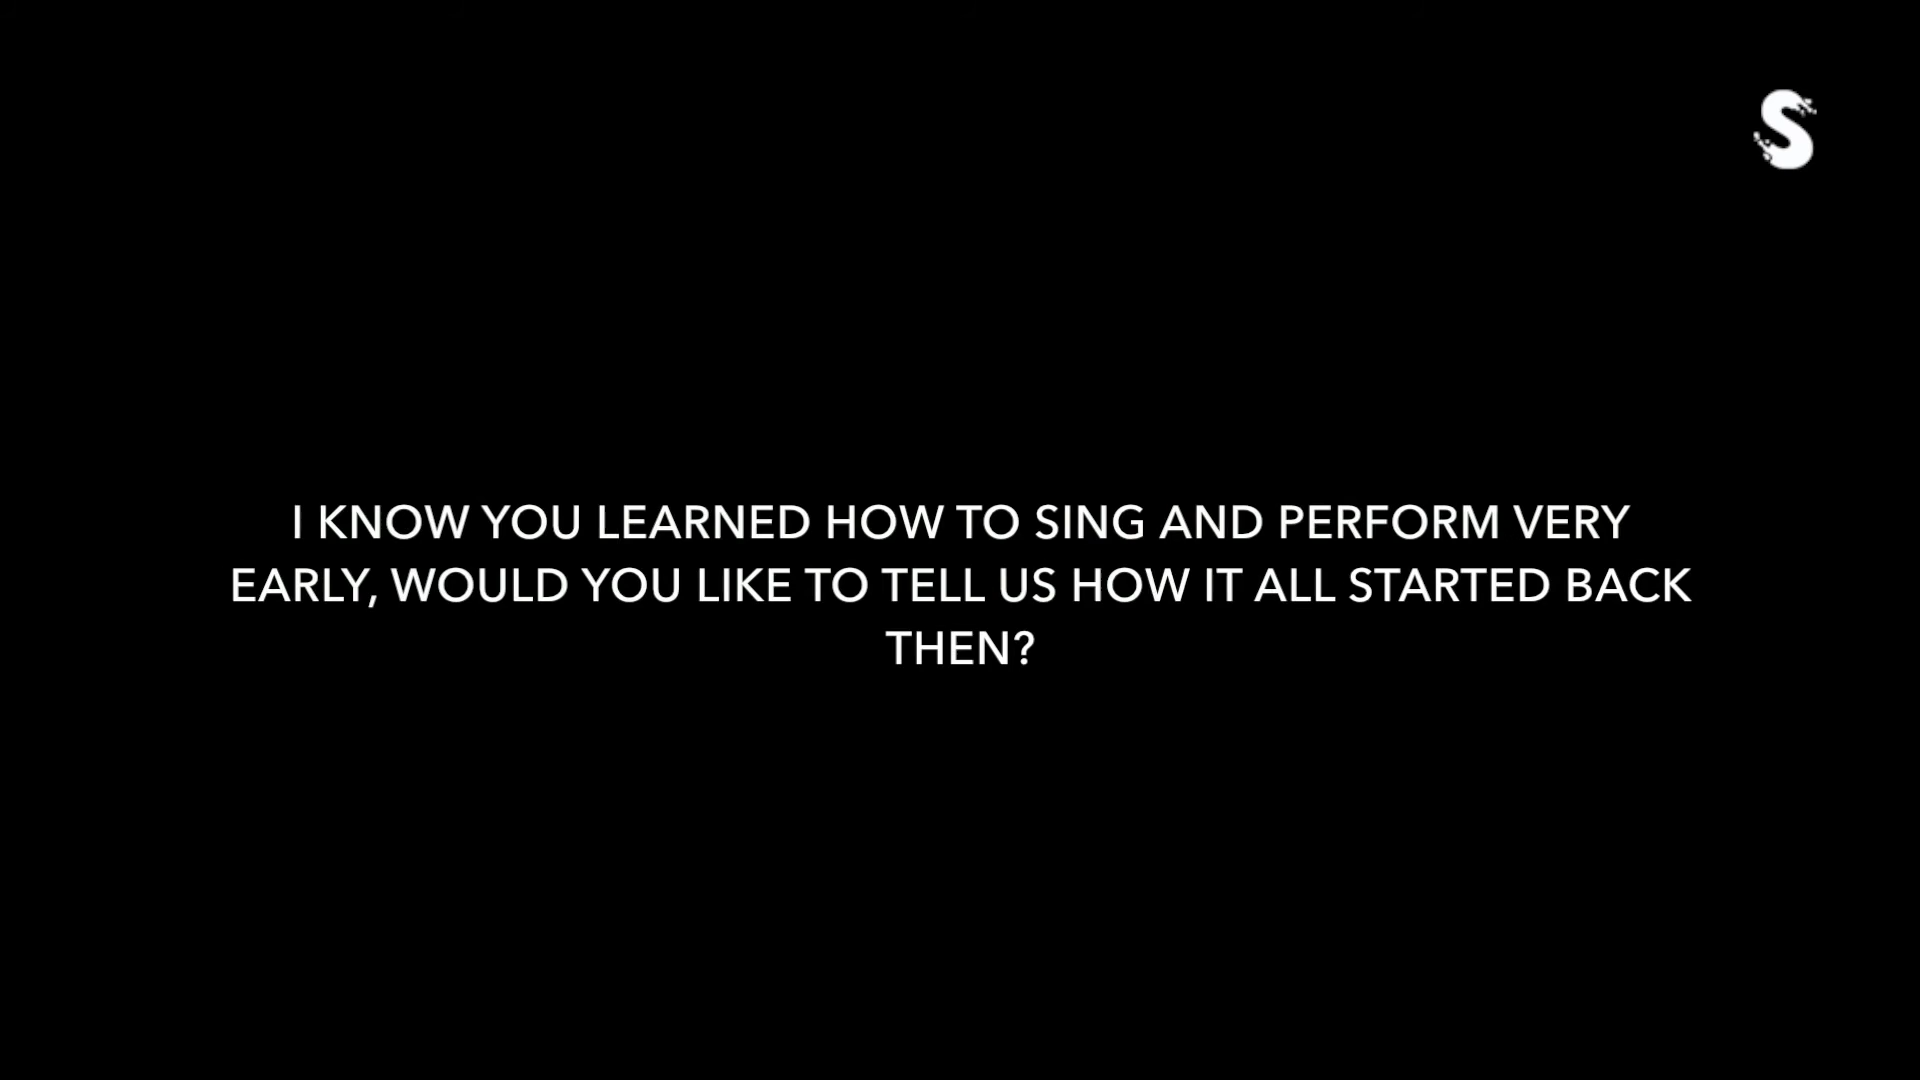 S
I KNOW YOU LEARNED HOW TO SING AND PERFORM VERY
EARLY, WOULD YOU LIKE TO TELL US HOW IT ALL STARTED BACK
THEN?